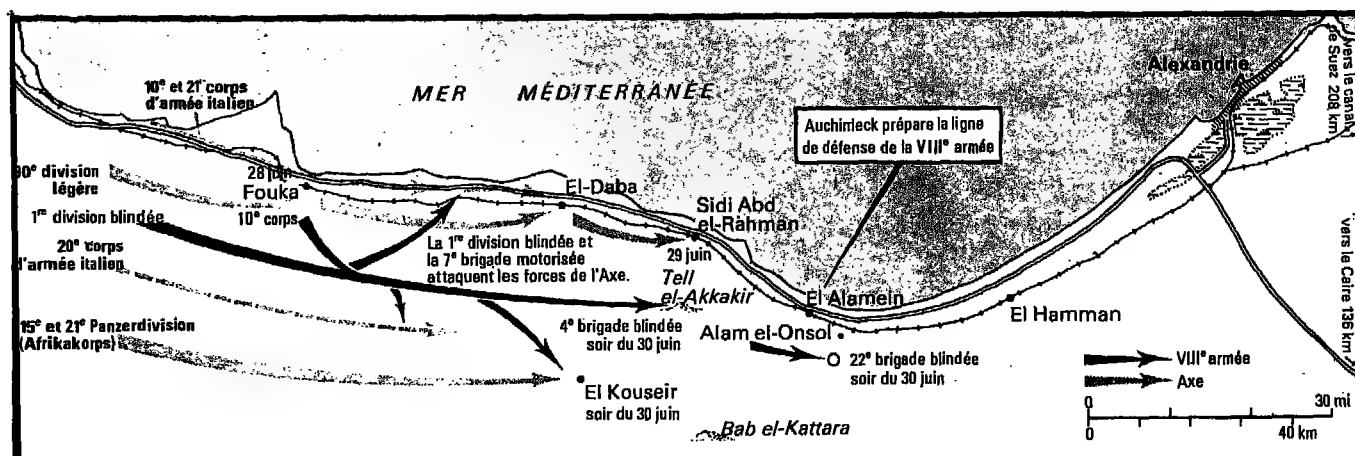 10e et 21e corps
d'armée italien
MER MÉDITERRANÉE
Alexandrie
vers le canal
de Suez 208 km
Auchinleck prépare la ligne
de défense de la VIIIe armée
90e division
légère
28 juin
Fouka
El-Daba
1re division blindée
10e corps
Sidi Abd
el-Rahman
20e corps
d'armée italien
La 1re division blindée et
la 7e brigade motorisée
attaquent les forces de l'Axe.
29 juin
Tell
el-Akkakir
El Alamein
El Hamman
vers le Caire 136 km
15e et 21e Panzerdivision
(Afrikakorps)
4e brigade blindée
soir du 30 juin
Alam el-Onsol
22e brigade blindée
soir du 30 juin
El Kouseir
soir du 30 juin
Bab el-Kattara
VIIIe armée
Axe
0 30 mi
0 40 km